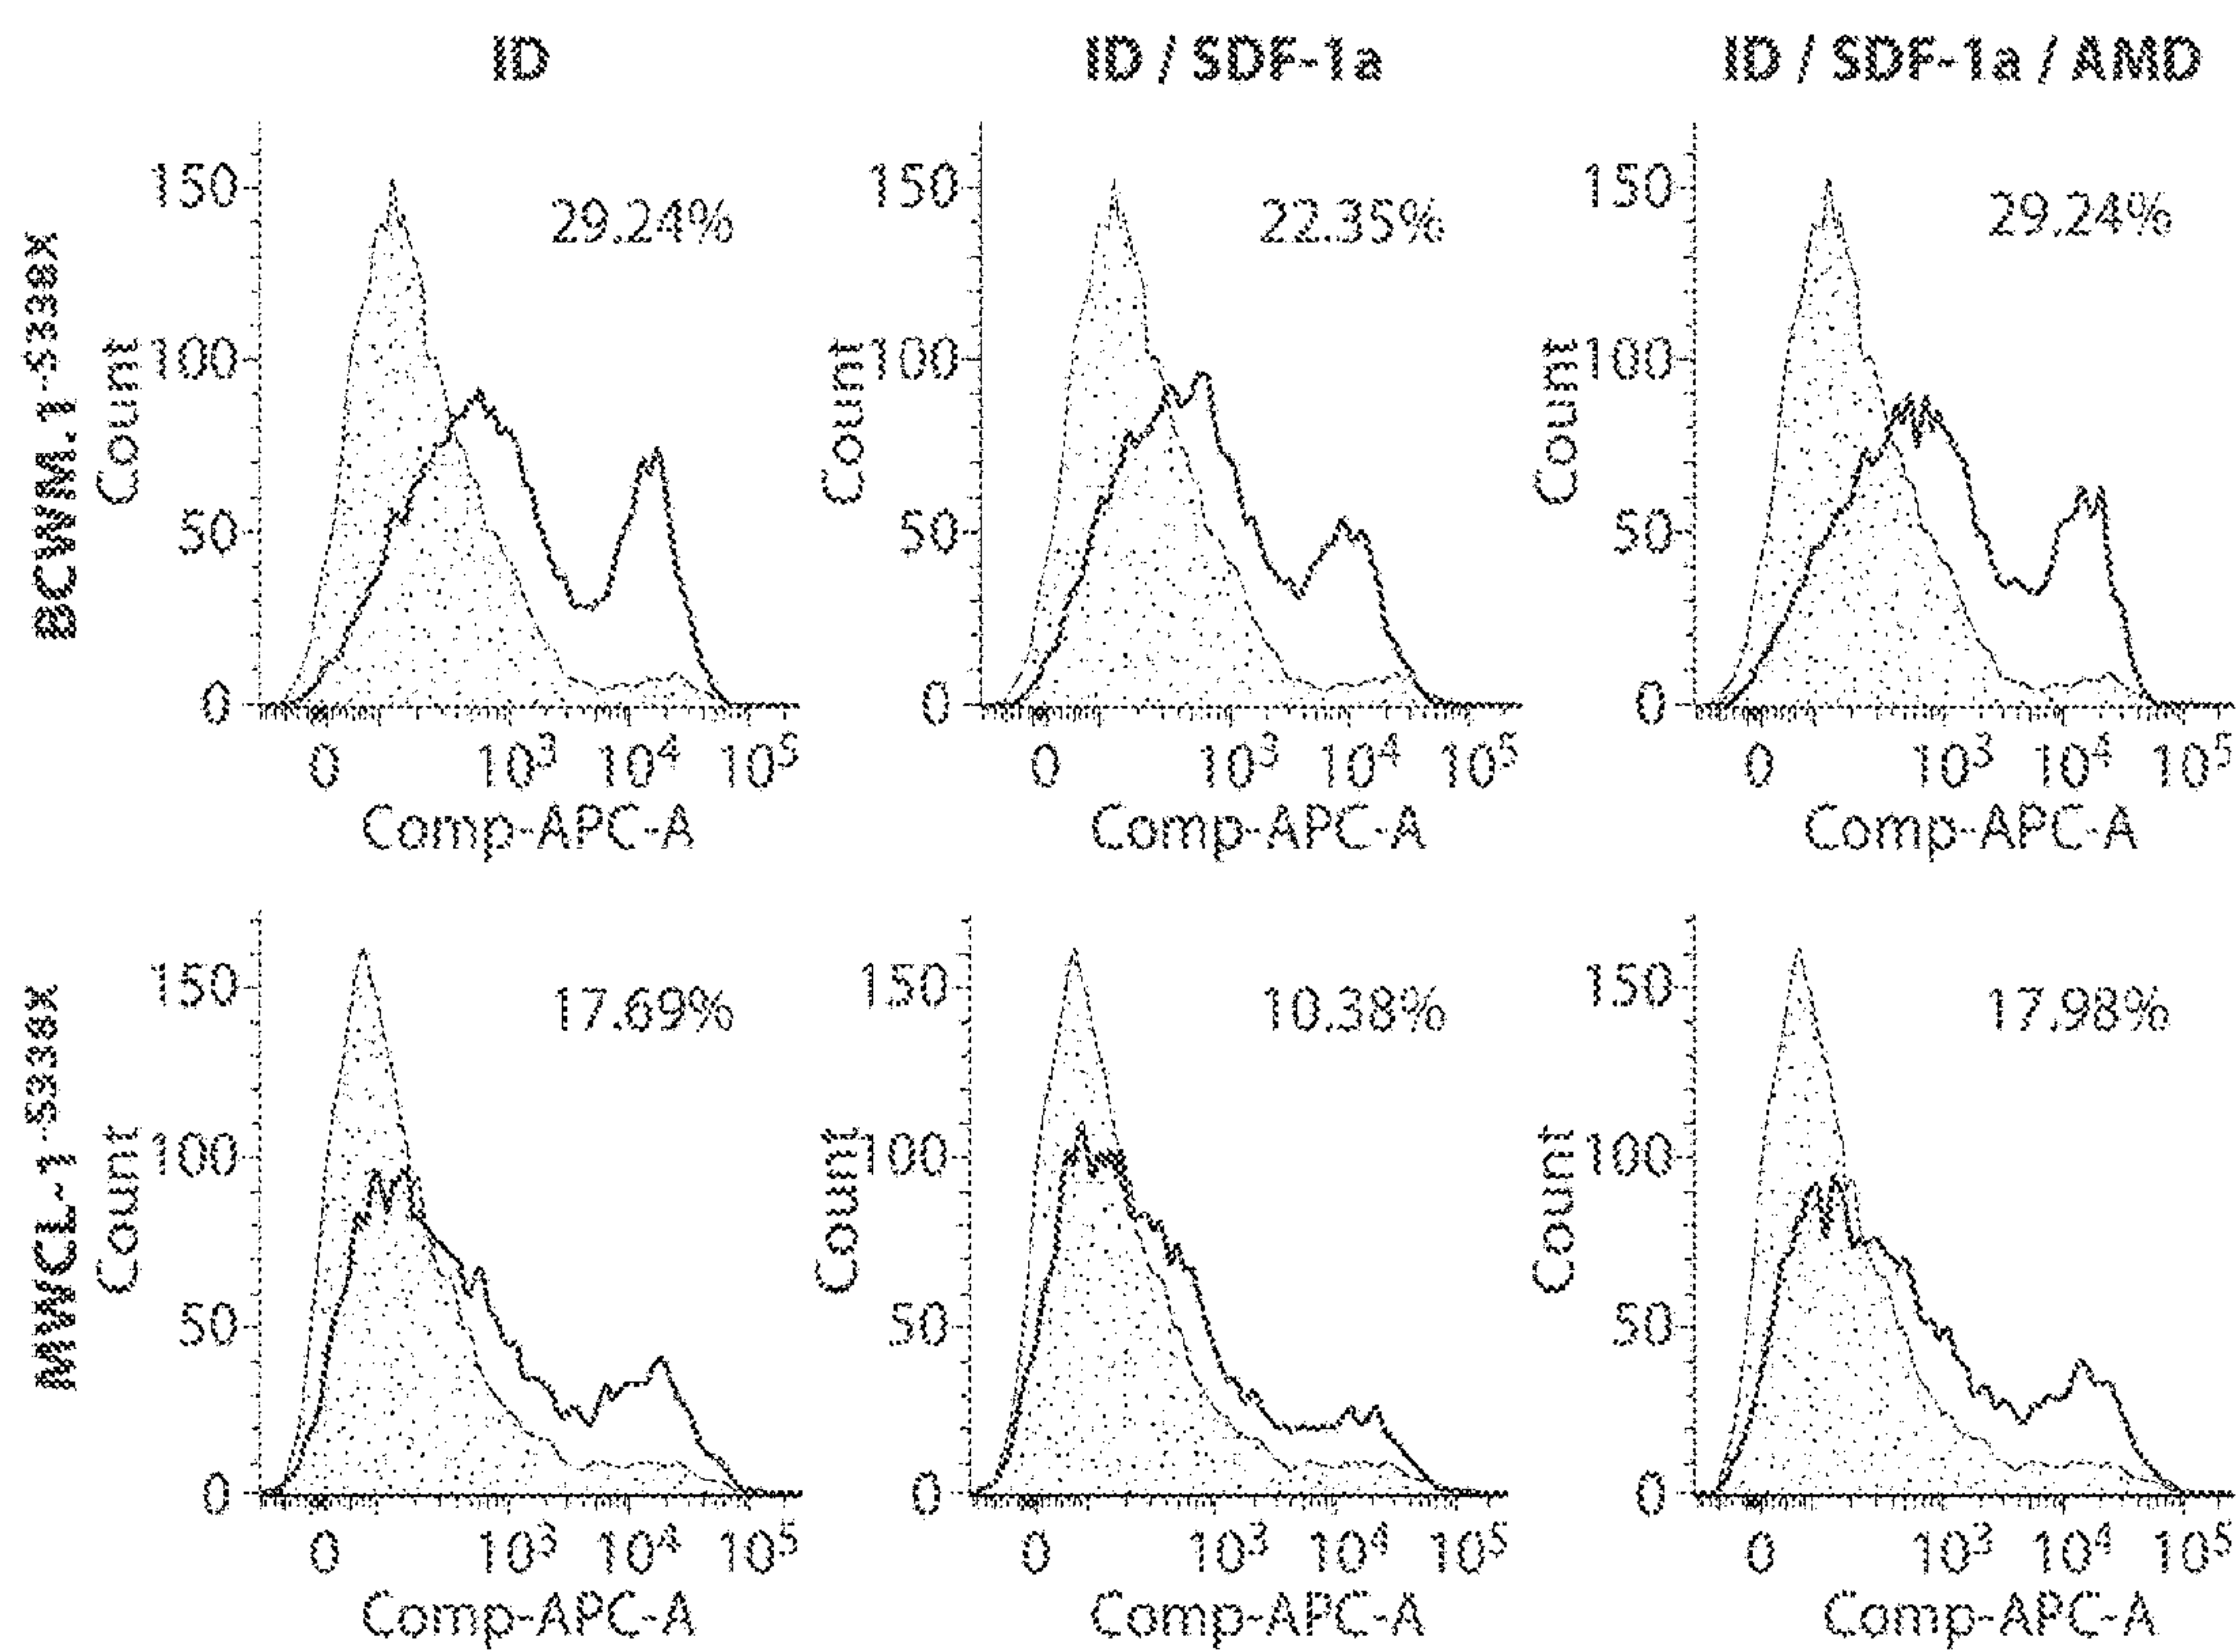 ID
ID / SDF-1a
ID / SDF-1a / AMD
BCWM.1 -S338X
Count
150
100
50
0
29.24%
0 10³ 10⁴ 10⁵
Comp-APC-A
Count
150
100
50
0
22.35%
0 10³ 10⁴ 10⁵
Comp-APC-A
Count
150
100
50
0
29.24%
0 10³ 10⁴ 10⁵
Comp-APC-A
MWCL-1 -S338X
Count
150
100
50
0
17.69%
0 10³ 10⁴ 10⁵
Comp-APC-A
Count
150
100
50
0
10.38%
0 10³ 10⁴ 10⁵
Comp-APC-A
Count
150
100
50
0
17.98%
0 10³ 10⁴ 10⁵
Comp-APC-A